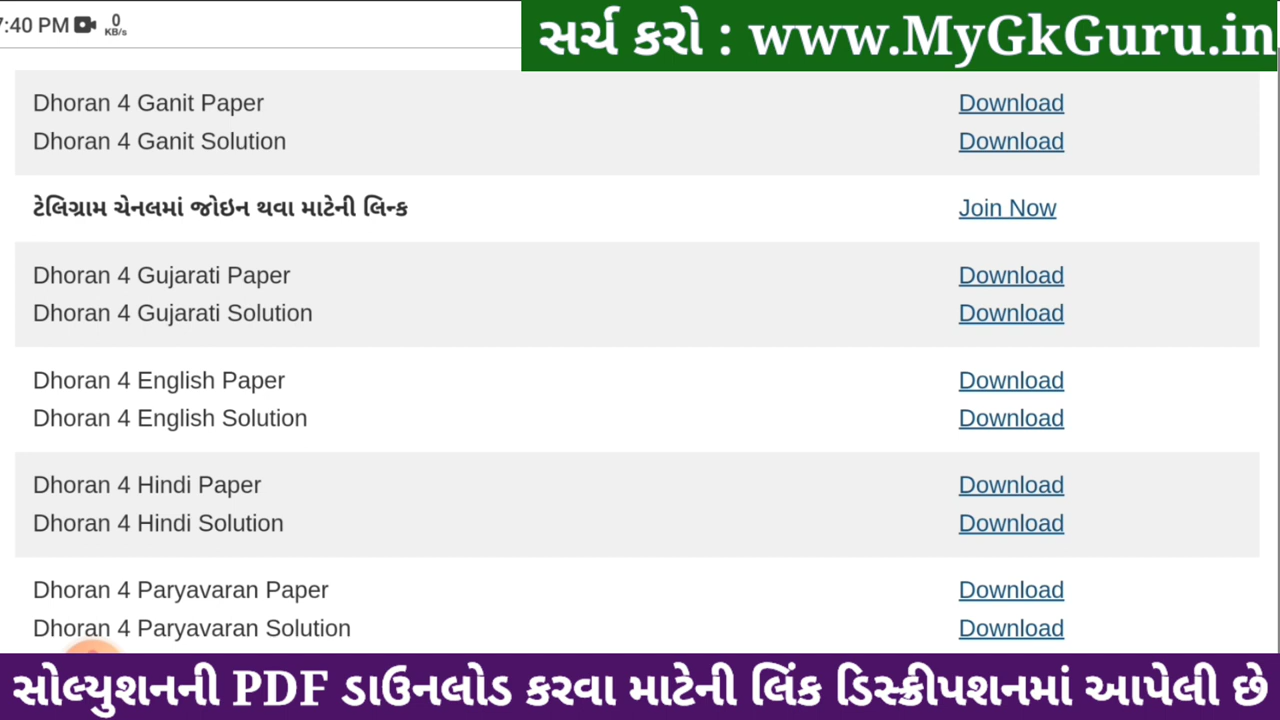 7:40 PM 0 KB/s
સર્ચ કરો : www.MyGkGuru.in
Dhoran 4 Ganit Paper Download
Dhoran 4 Ganit Solution Download
ટેલિગ્રામ ચેનલમાં જોઇન થવા માટેની લિન્ક Join Now
Dhoran 4 Gujarati Paper Download
Dhoran 4 Gujarati Solution Download
Dhoran 4 English Paper Download
Dhoran 4 English Solution Download
Dhoran 4 Hindi Paper Download
Dhoran 4 Hindi Solution Download
Dhoran 4 Paryavaran Paper Download
Dhoran 4 Paryavaran Solution Download
સોલ્યુશનની PDF ડાઉનલોડ કરવા માટેની લિંક ડિસ્ક્રીપશનમાં આપેલી છે